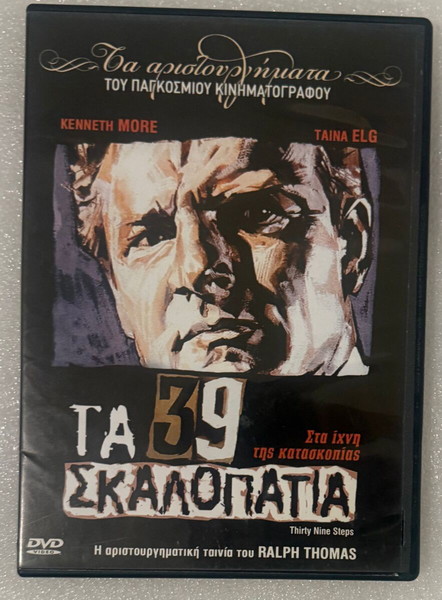 Τα αριστουργήματα
ΤΟΥ ΠΑΓΚΟΣΜΙΟΥ ΚΙΝΗΜΑΤΟΓΡΑΦΟΥ
KENNETH MORE
TAINA ELG
ΤΑ 39
Στα ίχνη
της κατασκοπίας
ΣΚΑΛΟΠΑΤΙΑ
Thirty Nine Steps
DVD
VIDEO
Η αριστουργηματική ταινία του RALPH THOMAS